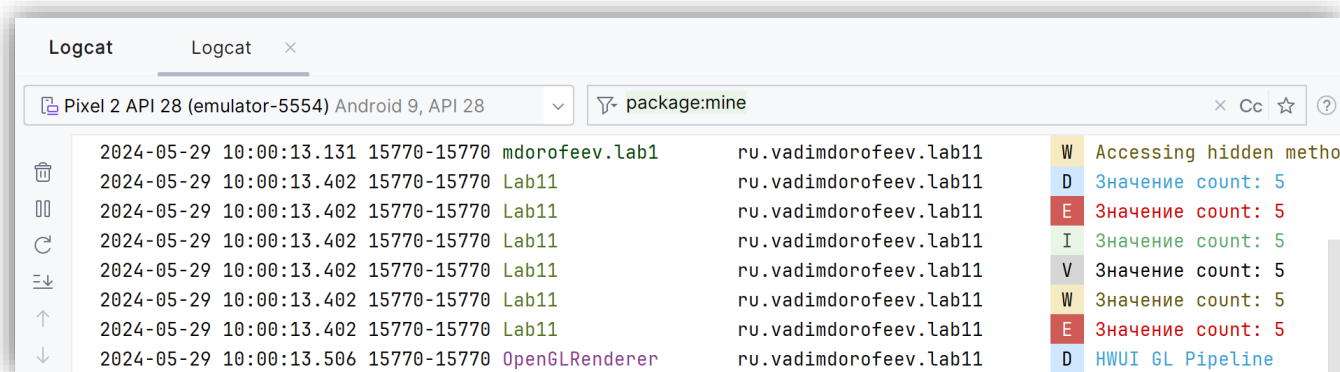 Logcat Logcat
Pixel 2 API 28 (emulator-5554) Android 9, API 28 package:mine Cc
2024-05-29 10:00:13.131 15770-15770 mdorofeev.lab1 ru.vadimdorofeev.lab11 W Accessing hidden metho
2024-05-29 10:00:13.402 15770-15770 Lab11 ru.vadimdorofeev.lab11 D Значение count: 5
2024-05-29 10:00:13.402 15770-15770 Lab11 ru.vadimdorofeev.lab11 E Значение count: 5
2024-05-29 10:00:13.402 15770-15770 Lab11 ru.vadimdorofeev.lab11 I Значение count: 5
2024-05-29 10:00:13.402 15770-15770 Lab11 ru.vadimdorofeev.lab11 V Значение count: 5
2024-05-29 10:00:13.402 15770-15770 Lab11 ru.vadimdorofeev.lab11 W Значение count: 5
2024-05-29 10:00:13.402 15770-15770 Lab11 ru.vadimdorofeev.lab11 E Значение count: 5
2024-05-29 10:00:13.506 15770-15770 OpenGLRenderer ru.vadimdorofeev.lab11 D HWUI GL Pipeline